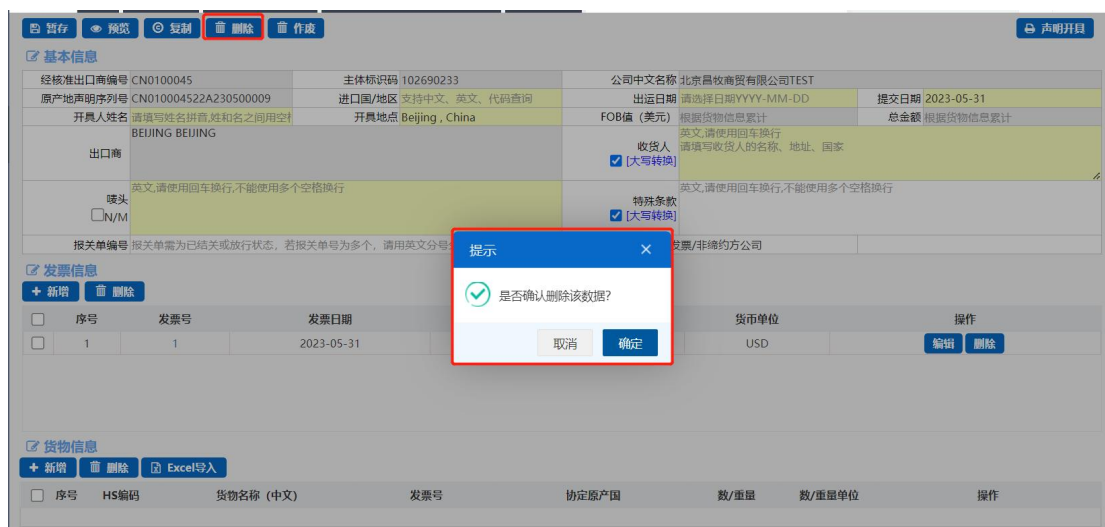 暂存 预览 复制 删除 作废 声明开具
基本信息
经核准出口商编号 CN0100045 主体标识码 102690233 公司中文名称 北京昌牧商贸有限公司TEST
原产地声明序列号 CN010004522A230500009 进口国/地区 支持中文、英文、代码查询 出运日期 请选择日期YYYY-MM-DD 提交日期 2023-05-31
开具人姓名 请填写姓名拼音,姓和名之间用空 开具地点 Beijing , China FOB值（美元） 根据货物信息累计 总金额 根据货物信息累计
出口商 BEIJING BEIJING
收货人 英文,请使用回车换行
[大写转换] 请填写收货人的名称、地址、国家
唛头 英文,请使用回车换行,不能使用多个空格换行
N/M
特殊条款 英文,请使用回车换行,不能使用多个空格换行
[大写转换]
报关单编号 报关单需为已结关或放行状态，若报关单号为多个，请用英文分号 发票/非缔约方公司
提示 ×
是否确认删除该数据?
取消 确定
发票信息
+ 新增 删除
序号 发票号 发票日期 货币单位 操作
1 1 2023-05-31 USD 编辑 删除
货物信息
+ 新增 删除 Excel导入
序号 HS编码 货物名称（中文） 发票号 协定原产国 数/重量 数/重量单位 操作